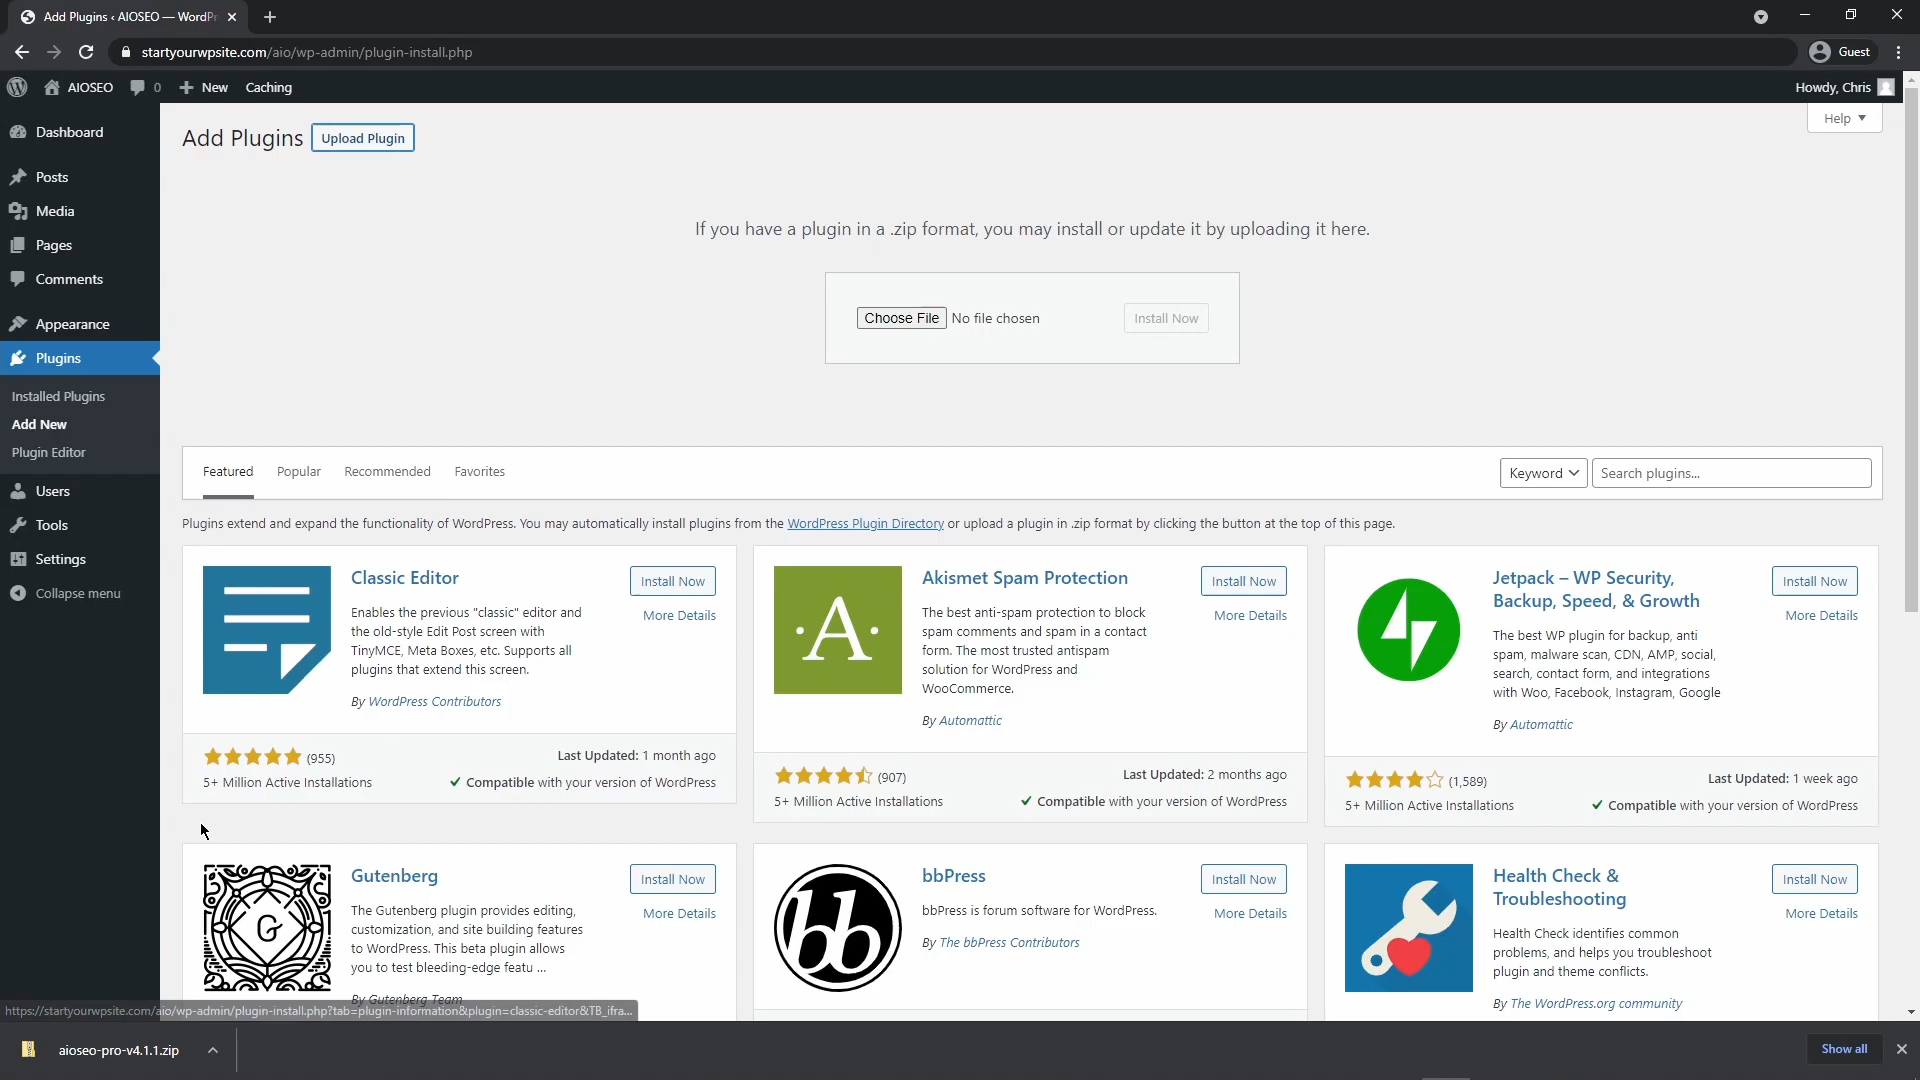 Add Plugins ‹ AIOSEO — WordPr
startyourwpsite.com/aio/wp-admin/plugin-install.php
Guest
AIOSEO
0
New
Caching
Howdy, Chris
Dashboard
Posts
Media
Pages
Comments
Appearance
Plugins
Installed Plugins
Add New
Plugin Editor
Users
Tools
Settings
Collapse menu
Help
Add Plugins
Upload Plugin
If you have a plugin in a .zip format, you may install or update it by uploading it here.
Choose File No file chosen
Install Now
Featured
Popular
Recommended
Favorites
Keyword
Search plugins...
Plugins extend and expand the functionality of WordPress. You may automatically install plugins from the WordPress Plugin Directory or upload a plugin in .zip format by clicking the button at the top of this page.
Classic Editor
Install Now
More Details
Enables the previous "classic" editor and
the old-style Edit Post screen with
TinyMCE, Meta Boxes, etc. Supports all
plugins that extend this screen.
By WordPress Contributors
(955)
Last Updated: 1 month ago
5+ Million Active Installations
Compatible with your version of WordPress
A
Akismet Spam Protection
Install Now
More Details
The best anti-spam protection to block
spam comments and spam in a contact
form. The most trusted antispam
solution for WordPress and
WooCommerce.
By Automattic
(907)
Last Updated: 2 months ago
5+ Million Active Installations
Compatible with your version of WordPress
Jetpack – WP Security,
Backup, Speed, & Growth
Install Now
More Details
The best WP plugin for backup, anti
spam, malware scan, CDN, AMP, social,
search, contact form, and integrations
with Woo, Facebook, Instagram, Google
By Automattic
(1,589)
Last Updated: 1 week ago
5+ Million Active Installations
Compatible with your version of WordPress
G
Gutenberg
Install Now
More Details
The Gutenberg plugin provides editing,
customization, and site building features
to WordPress. This beta plugin allows
you to test bleeding-edge featu ...
By Gutenberg Team
bb
bbPress
Install Now
More Details
bbPress is forum software for WordPress.
By The bbPress Contributors
Health Check &
Troubleshooting
Install Now
More Details
Health Check identifies common
problems, and helps you troubleshoot
plugin and theme conflicts.
By The WordPress.org community
https://startyourwpsite.com/aio/wp-admin/plugin-install.php?tab=plugin-information&plugin=classic-editor&TB_ifra...
aioseo-pro-v4.1.1.zip
Show all